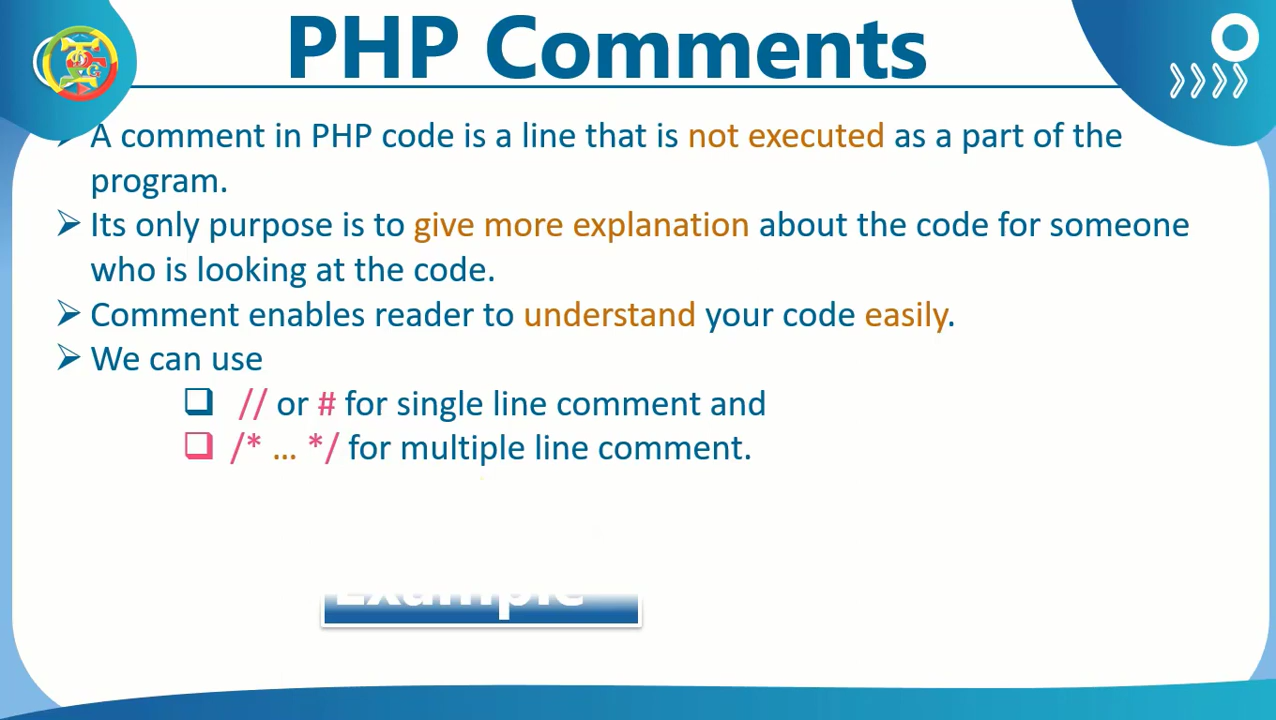 PHP Comments
➢ A comment in PHP code is a line that is not executed as a part of the
program.
➢ Its only purpose is to give more explanation about the code for someone
who is looking at the code.
➢ Comment enables reader to understand your code easily.
➢ We can use
❑ // or # for single line comment and
❑ /* ... */ for multiple line comment.
Example